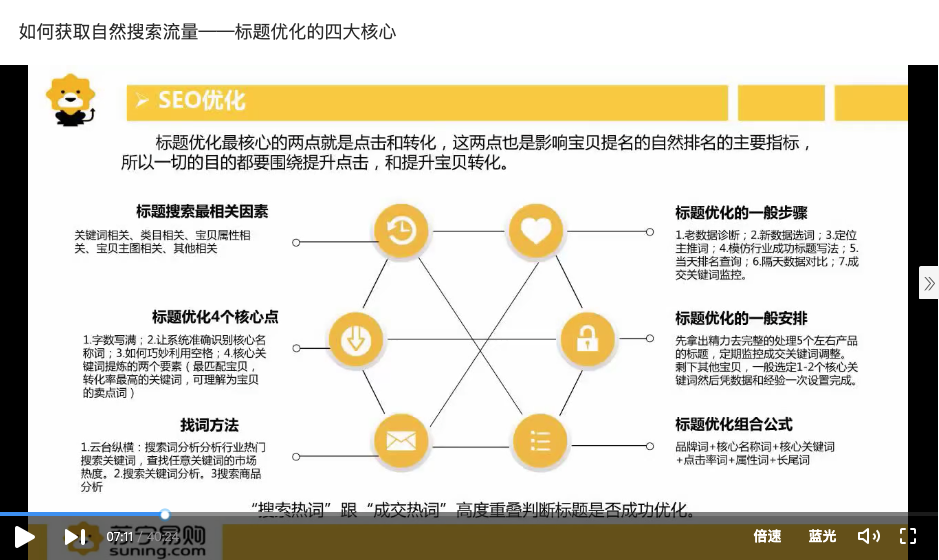 如何获取自然搜索流量——标题优化的四大核心
SEO优化
标题优化最核心的两点就是点击和转化，这两点也是影响宝贝提名的自然排名的主要指标，
所以一切的目的都要围绕提升点击，和提升宝贝转化。
标题搜索最相关因素
关键词相关、类目相关、宝贝属性相
关、宝贝主图相关、其他相关
标题优化的一般步骤
1.老数据诊断；2.新数据选词；3.定位
主推词；4.模仿行业成功标题写法；5.
当天排名查询；6.隔天数据对比；7.成
交关键词监控。
标题优化4个核心点
1.字数写满；2.让系统准确识别核心名
称词；3.如何巧妙利用空格；4.核心关
键词提炼的两个要素（最匹配宝贝，
转化率最高的关键词，可理解为宝贝
的卖点词）
标题优化的一般安排
先拿出精力去完整的处理5个左右产品
的标题，定期监控成交关键词调整。
剩下其他宝贝，一般选定1-2个核心关
键词然后凭数据和经验一次设置完成。
找词方法
1.云台纵横：搜索词分析分析行业热门
搜索关键词，查找任意关键词的市场
热度。2.搜索关键词分析。3搜索商品
分析
标题优化组合公式
品牌词+核心名称词+核心关键词
+点击率词+属性词+长尾词
“搜索热词”跟“成交热词”高度重叠判断标题是否成功优化。
苏宁易购
suning.com
07:11 / 40:24
倍速
蓝光